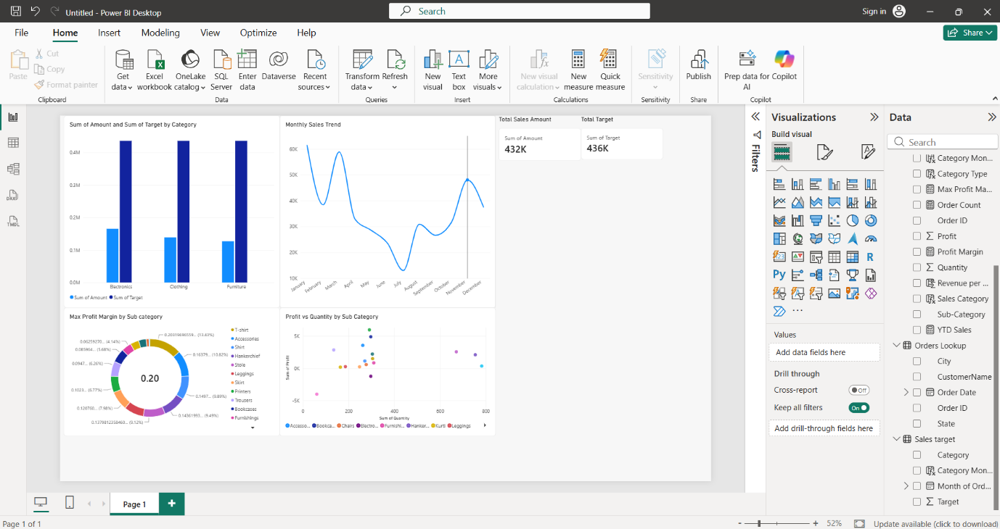 Untitled - Power BI Desktop
Search
Sign in
File Home Insert Modeling View Optimize Help
Share
Paste
Cut
Copy
Format painter
Clipboard
Get data
Excel workbook
OneLake catalog
SQL Server
Enter data
Dataverse
Recent sources
Data
Transform data
Refresh
Queries
New visual
Text box
More visuals
Insert
New visual calculation
New measure
Quick measure
Calculations
Sensitivity
Sensitivity
Publish
Share
Prep data for AI
Copilot
Copilot
DAX
TMDL
Sum of Amount and Sum of Target by Category
0.4M
0.3M
0.2M
0.1M
0.0M
Electronics Clothing Furniture
Sum of Amount Sum of Target
Monthly Sales Trend
60K
50K
40K
30K
20K
10K
January February March April May June July August September October November December
Total Sales Amount
Sum of Amount
432K
Total Target
Sum of Target
436K
Max Profit Margin by Sub category
0.20319696559... (13.43%)
0.16379... (10.82%)
0.1497... (9.89%)
0.14361993... (9.49%)
0.1379812358460... (9.12%)
0.120760... (7.98%)
0.1023... (6.77%)
0.0947... (6.26%)
0.085964... (5.68%)
0.06259270... (4.14%)
0.20
T-shirt
Accessories
Shirt
Hankerchief
Stole
Leggings
Skirt
Printers
Trousers
Bookcases
Furnishings
Profit vs Quantity by Sub Category
Sum of Profit
5K
0K
-5K
0 200 400 600 800
Sum of Quantity
Accesso... Bookca... Chairs Electro... Furnishi... Hanker... Kurti Leggings
Filters
Visualizations
Build visual
123
R
Py
Values
Add data fields here
Drill through
Cross-report
Off
Keep all filters
On
Add drill-through fields here
Data
Search
Category Mon...
Category Type
Max Profit Ma...
Order Count
Order ID
Profit
Profit Margin
Quantity
Revenue per ...
Sales Category
Sub-Category
YTD Sales
Orders Lookup
City
CustomerName
Order Date
Order ID
State
Sales target
Category
Category Mon...
Month of Ord...
Target
Page 1
Page 1 of 1
- + 52%
Update available (click to download)